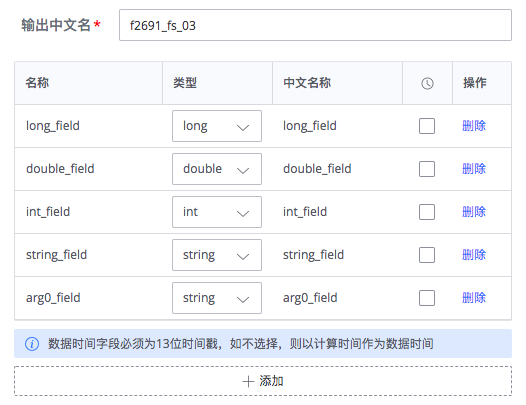 输出中文名* f2691_fs_03
名称 类型 中文名称 操作
long_field long long_field 删除
double_field double double_field 删除
int_field int int_field 删除
string_field string string_field 删除
arg0_field string arg0_field 删除
数据时间字段必须为13位时间戳，如不选择，则以计算时间作为数据时间
+ 添加